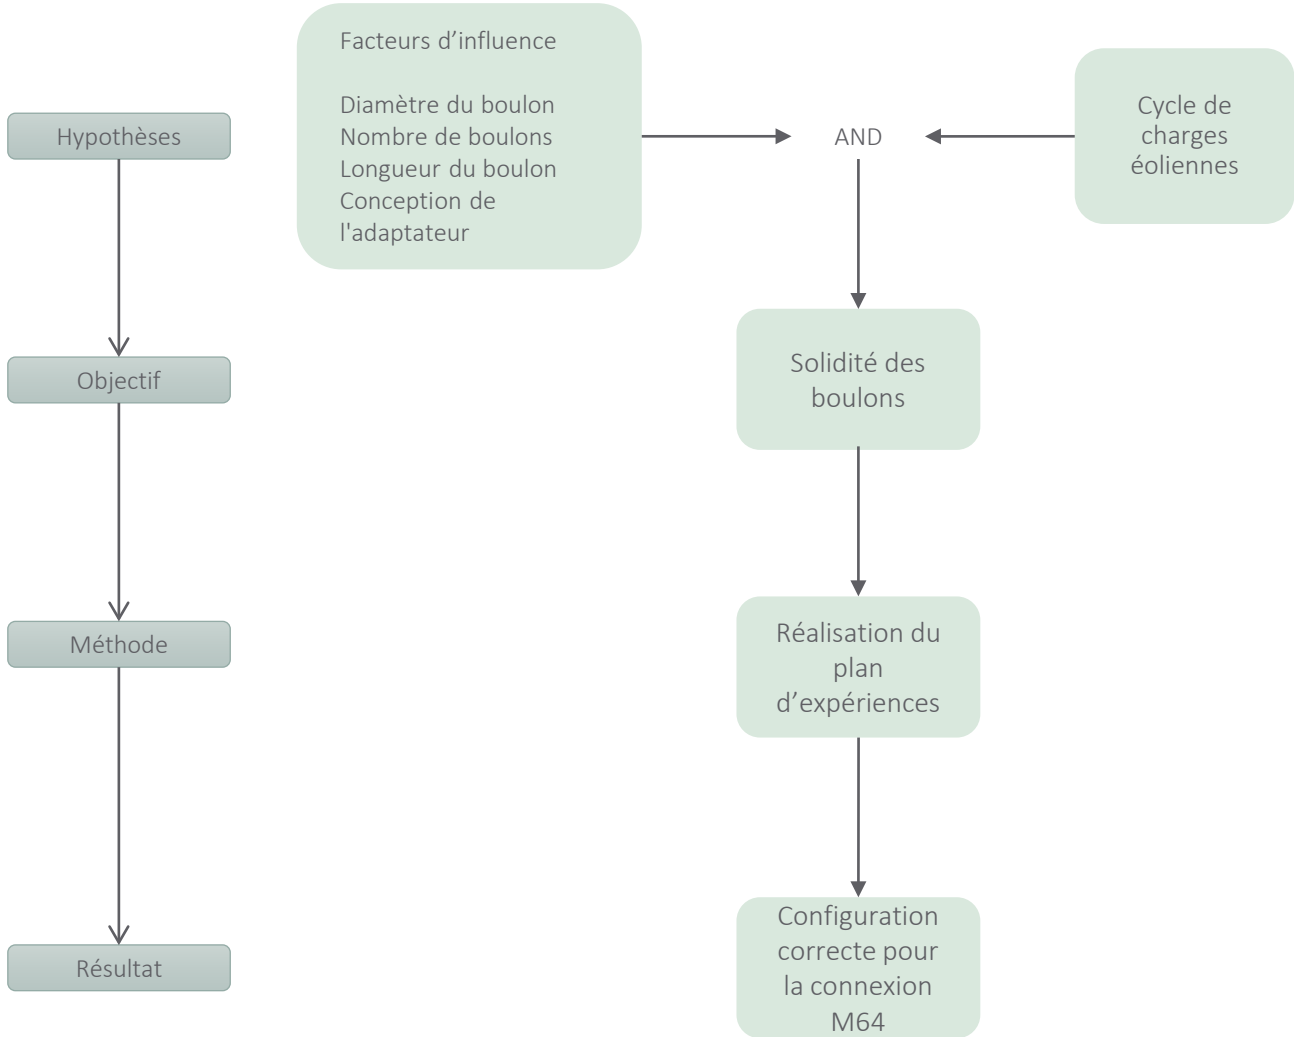 Facteurs d’influence
Diamètre du boulon
Nombre de boulons
Longueur du boulon
Conception de
l'adaptateur
Hypothèses
AND
Cycle de
charges
éoliennes
Objectif
Solidité des
boulons
Méthode
Réalisation du
plan
d’expériences
Résultat
Configuration
correcte pour
la connexion
M64